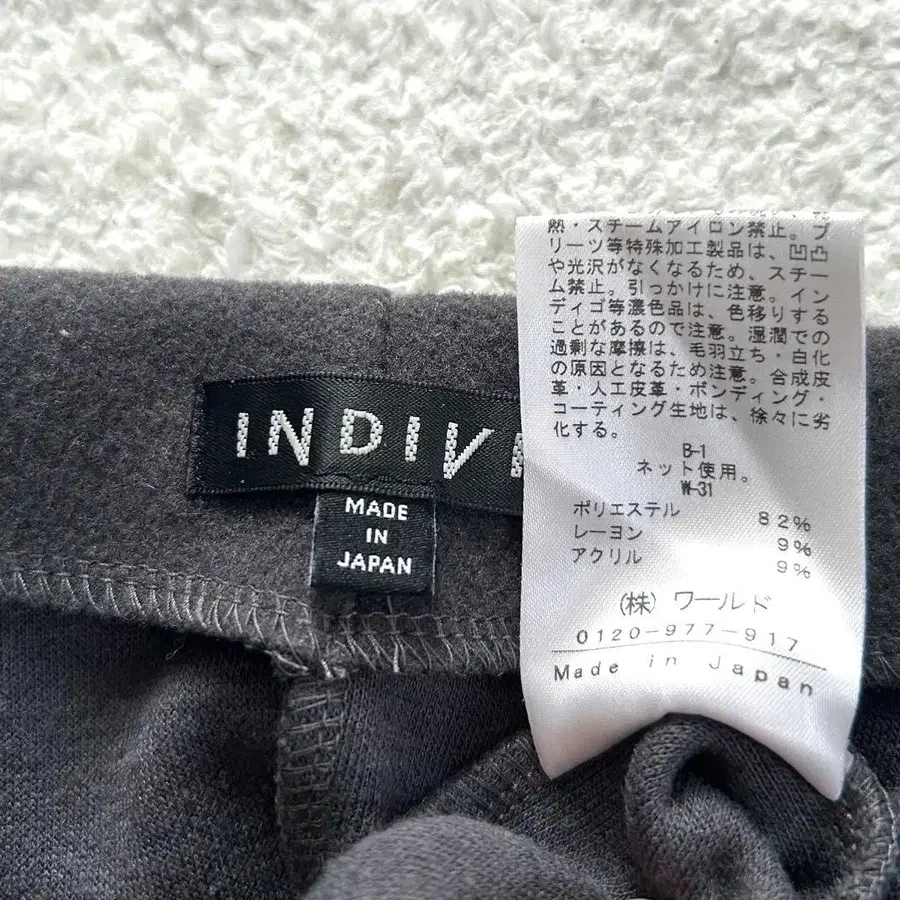 INDIV
MADE
IN
JAPAN
熱・スチームアイロン禁止。プ
リーツ等特殊加工製品は、凹凸
や光沢がなくなるため、スチー
ム禁止。引っかけに注意。イン
ディゴ等濃色品は、色移りする
ことがあるので注意。湿潤での
過剰な摩擦は、毛羽立ち・白化
の原因となるため注意。合成皮
革・人工皮革・ボンディング・
コーティング生地は、徐々に劣
化する。
B-1
ネット使用。
W-31
ポリエステル 82%
レーヨン 9%
アクリル 9%
(株) ワールド
0120-977-917
Made in Japan